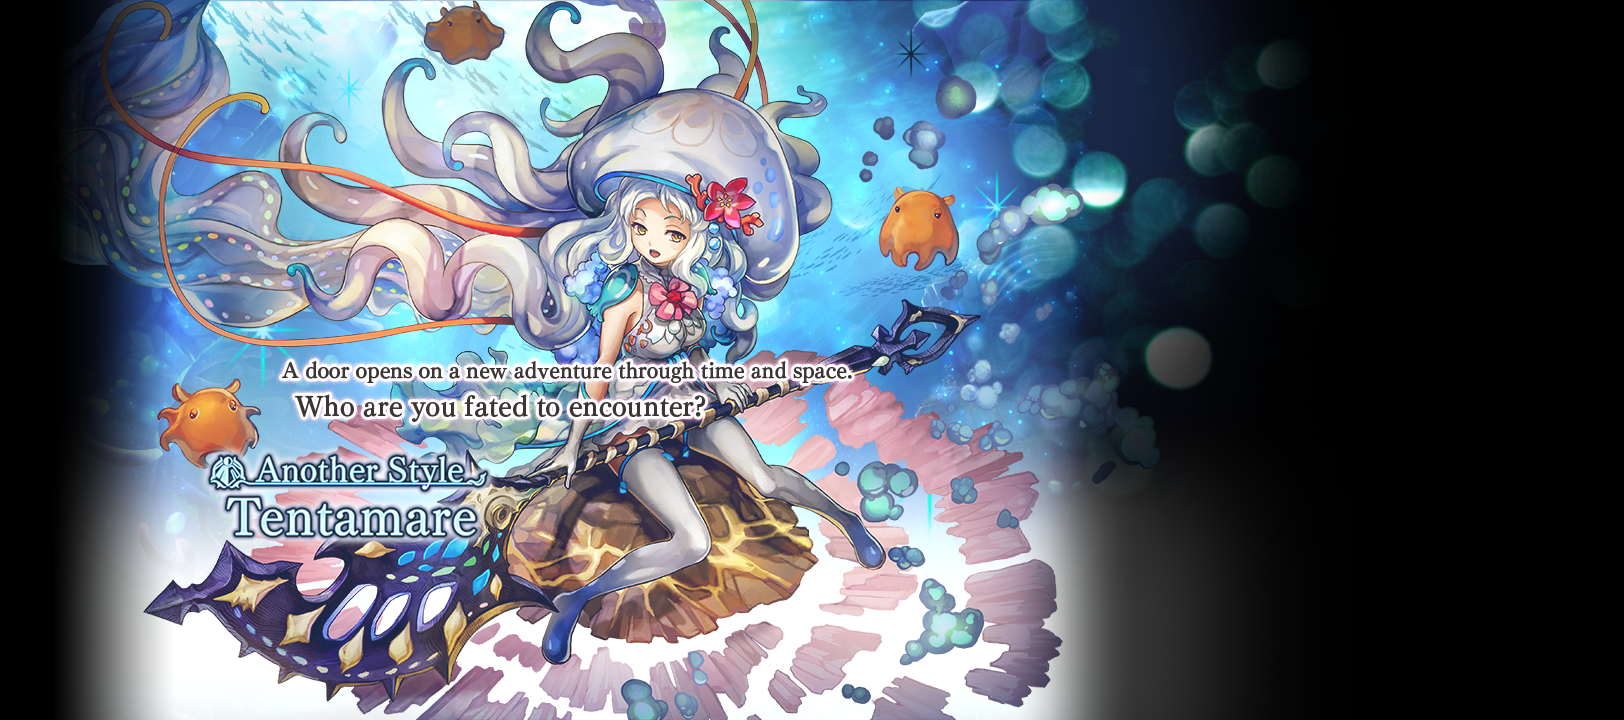 A door opens on a new adventure through time and space.
Who are you fated to encounter?
Another Style
Tentamare